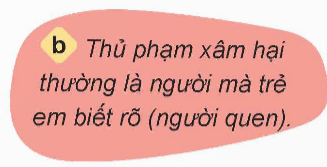 b Thủ phạm xâm hại
thường là người mà trẻ
em biết rõ (người quen).